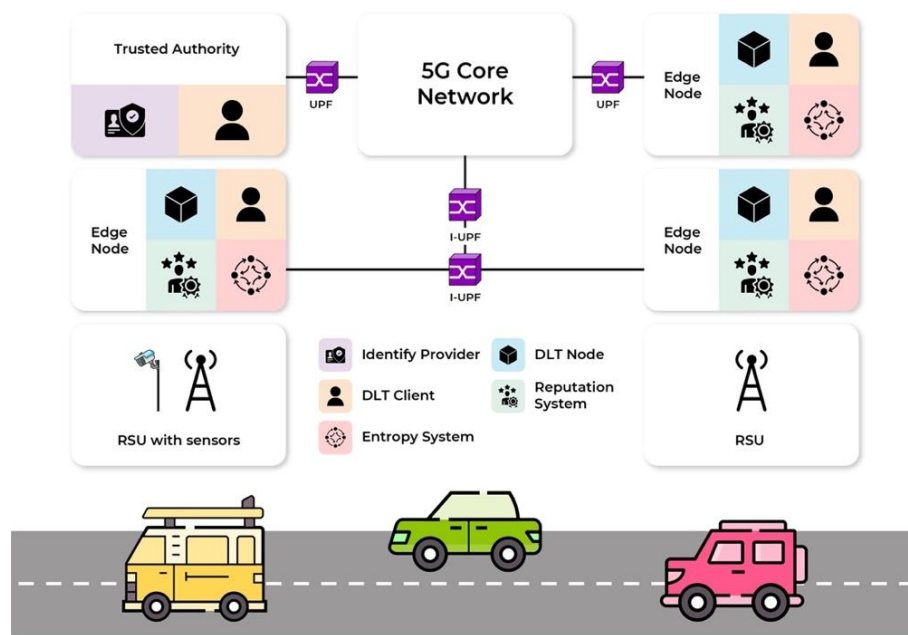 Trusted Authority
UPF
5G Core
Network
UPF
Edge
Node
Edge
Node
I-UPF
I-UPF
Edge
Node
Identify Provider
DLT Node
DLT Client
Reputation
System
Entropy System
RSU with sensors
RSU